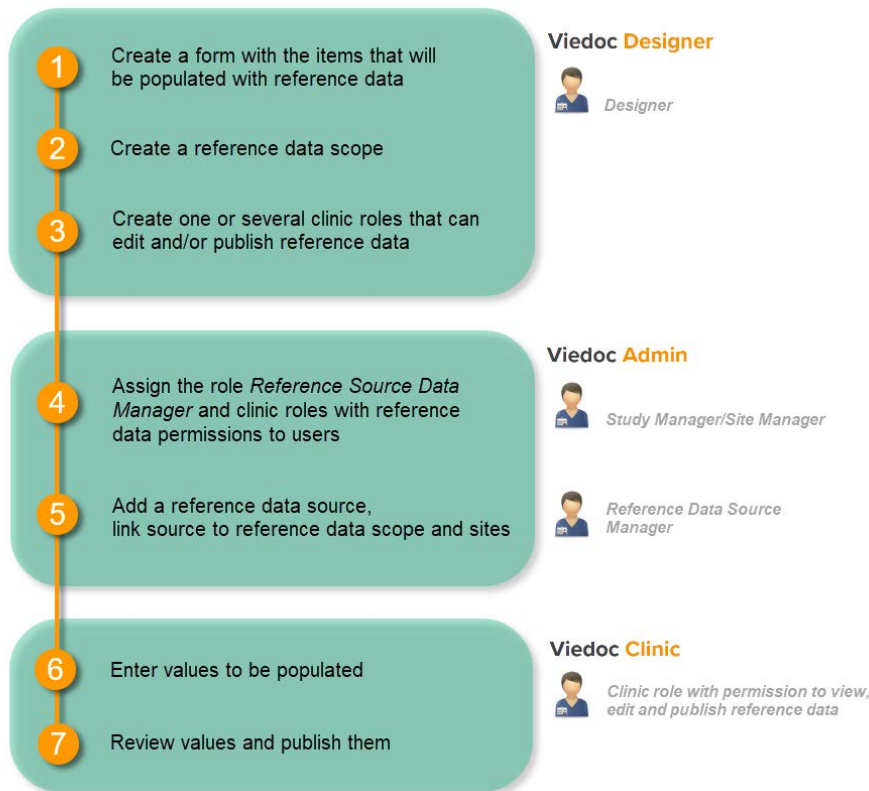 1
Create a form with the items that will
be populated with reference data
2
Create a reference data scope
3
Create one or several clinic roles that can
edit and/or publish reference data
Viedoc Designer
Designer
4
Assign the role Reference Source Data
Manager and clinic roles with reference
data permissions to users
5
Add a reference data source,
link source to reference data scope and sites
Viedoc Admin
Study Manager/Site Manager
Reference Data Source
Manager
6
Enter values to be populated
7
Review values and publish them
Viedoc Clinic
Clinic role with permission to view,
edit and publish reference data